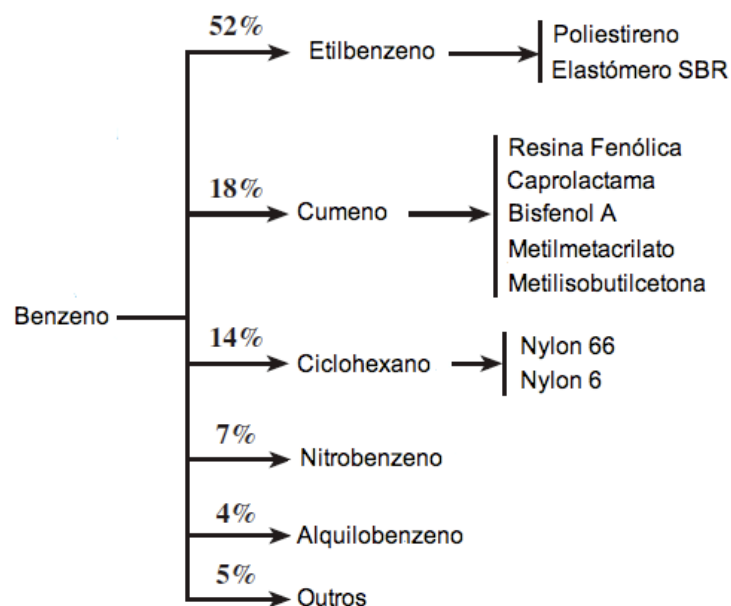 52%
Etilbenzeno
Poliestireno
Elastómero SBR
18%
Cumeno
Resina Fenólica
Caprolactama
Bisfenol A
Metilmetacrilato
Metilisobutilcetona
Benzeno
14%
Ciclohexano
Nylon 66
Nylon 6
7%
Nitrobenzeno
4%
Alquilobenzeno
5%
Outros